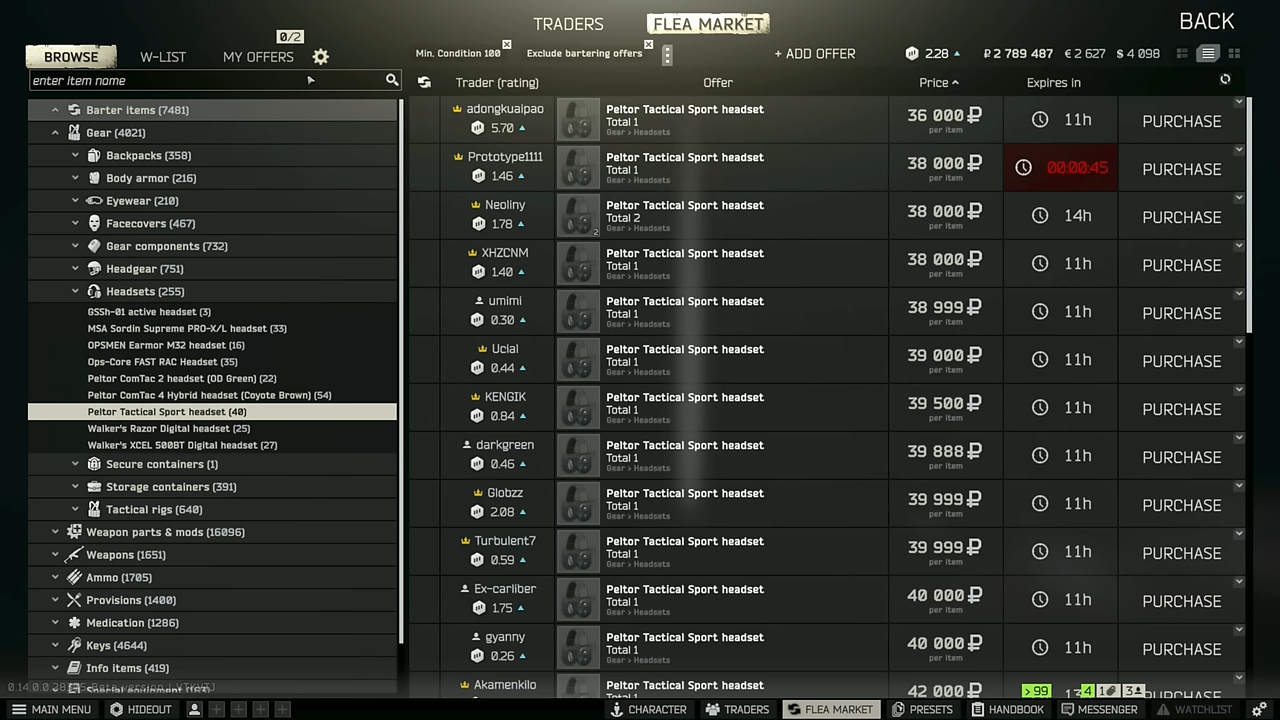 TRADERS FLEA MARKET BACK
0/2
BROWSE W-LIST MY OFFERS Min. Condition 100 Exclude bartering offers + ADD OFFER 2.28 ₽ 2 789 487 € 2 627 $ 4 098
enter item name Trader (rating) Offer Price Expires in
Barter items (7481)
Gear (4021)
Backpacks (358)
Body armor (216)
Eyewear (210)
Facecovers (467)
Gear components (732)
Headgear (751)
Headsets (255)
GSSh-01 active headset (3)
MSA Sordin Supreme PRO-X/L headset (33)
OPSMEN Earmor M32 headset (16)
Ops-Core FAST RAC Headset (35)
Peltor ComTac 2 headset (OD Green) (22)
Peltor ComTac 4 Hybrid headset (Coyote Brown) (54)
Peltor Tactical Sport headset (40)
Walker's Razor Digital headset (25)
Walker's XCEL 500BT Digital headset (27)
Secure containers (1)
Storage containers (391)
Tactical rigs (640)
Weapon parts & mods (16096)
Weapons (1651)
Ammo (1705)
Provisions (1400)
Medication (1286)
Keys (4644)
Info items (419)
adongkuaipao Peltor Tactical Sport headset 36 000 ₽ 11h PURCHASE
5.70 Total 1 per item
Gear > Headsets
Prototype1111 Peltor Tactical Sport headset 38 000 ₽ 00:00:45 PURCHASE
1.46 Total 1 per item
Gear > Headsets
Neoliny Peltor Tactical Sport headset 38 000 ₽ 14h PURCHASE
1.78 Total 2 per item
2 Gear > Headsets
XHZCNM Peltor Tactical Sport headset 38 000 ₽ 11h PURCHASE
1.40 Total 1 per item
Gear > Headsets
umimi Peltor Tactical Sport headset 38 999 ₽ 11h PURCHASE
0.30 Total 1 per item
Gear > Headsets
Ucial Peltor Tactical Sport headset 39 000 ₽ 11h PURCHASE
0.44 Total 1 per item
Gear > Headsets
KENGIK Peltor Tactical Sport headset 39 500 ₽ 11h PURCHASE
0.84 Total 1 per item
Gear > Headsets
darkgreen Peltor Tactical Sport headset 39 888 ₽ 11h PURCHASE
0.46 Total 1 per item
Gear > Headsets
Globzz Peltor Tactical Sport headset 39 999 ₽ 11h PURCHASE
2.08 Total 1 per item
Gear > Headsets
Turbulent7 Peltor Tactical Sport headset 39 999 ₽ 11h PURCHASE
0.59 Total 1 per item
Gear > Headsets
Ex-carliber Peltor Tactical Sport headset 40 000 ₽ 11h PURCHASE
1.75 Total 1 per item
Gear > Headsets
gyanny Peltor Tactical Sport headset 40 000 ₽ 11h PURCHASE
0.26 Total 1 per item
Gear > Headsets
Akamenkilo Peltor Tactical Sport headset 42 000 ₽ PURCHASE
Total 1
> 99 4 1 3
MAIN MENU HIDEOUT CHARACTER TRADERS FLEA MARKET PRESETS HANDBOOK MESSENGER WATCHLIST